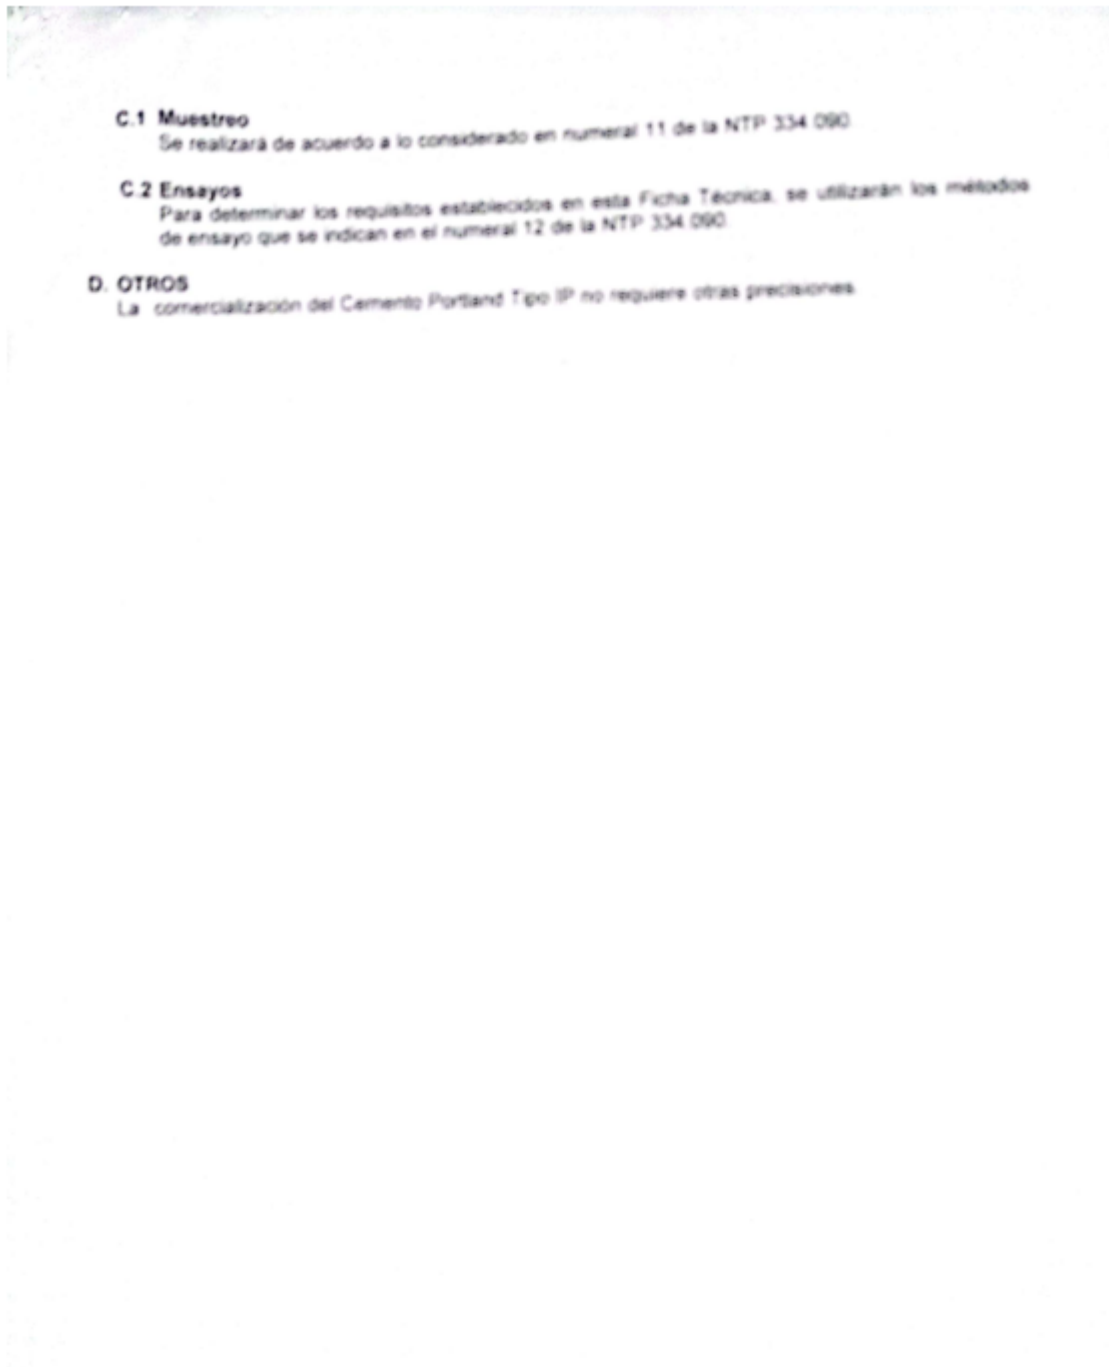 C.1 Muestreo
Se realizará de acuerdo a lo considerado en numeral 11 de la NTP 334.090
C.2 Ensayos
Para determinar los requisitos establecidos en esta Ficha Técnica, se utilizarán los métodos
de ensayo que se indican en el numeral 12 de la NTP 334.090.
D. OTROS
La comercialización del Cemento Portland Tipo IP no requiere otras precisiones.